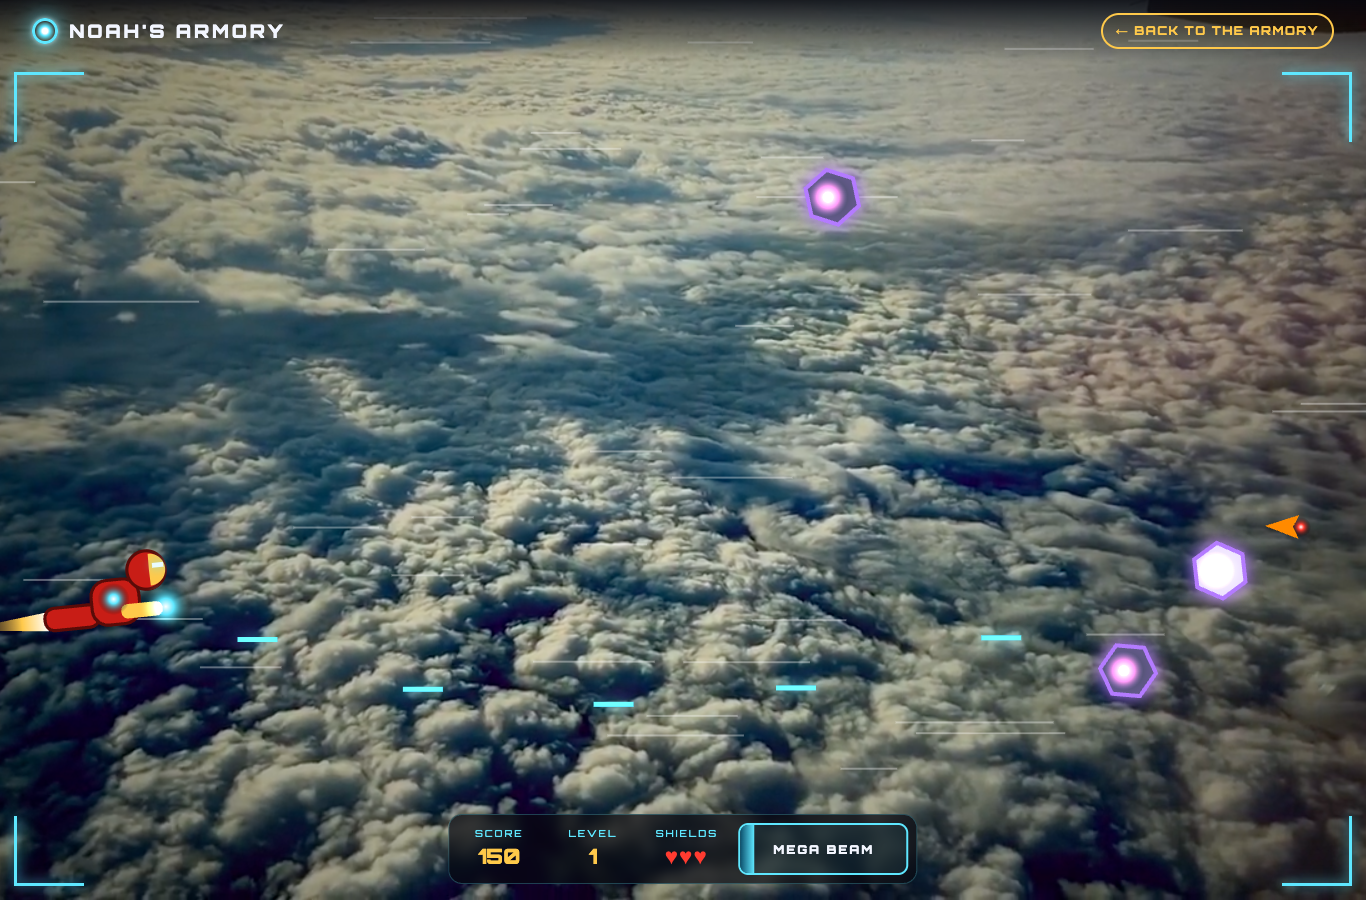 NOAH'S ARMORY
← BACK TO THE ARMORY
SCORE
150
LEVEL
1
SHIELDS
♥♥♥
MEGA BEAM